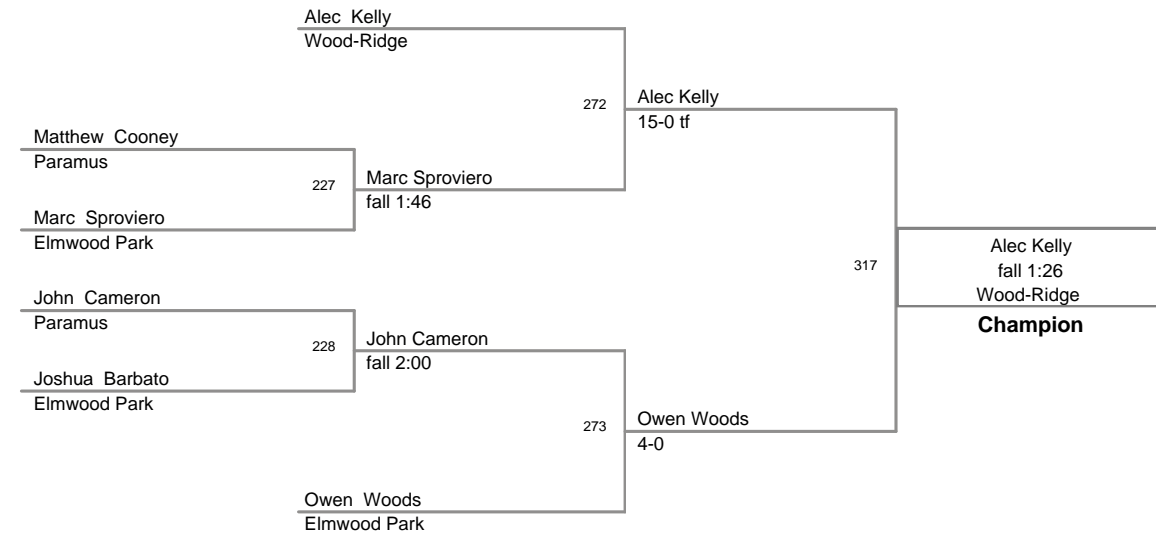 Alec Kelly
Wood-Ridge
272
Alec Kelly
15-0 tf
Matthew Cooney
Paramus
227
Marc Sproviero
fall 1:46
Marc Sproviero
Elmwood Park
317
Alec Kelly
fall 1:26
Wood-Ridge
Champion
John Cameron
Paramus
228
John Cameron
fall 2:00
Joshua Barbato
Elmwood Park
273
Owen Woods
4-0
Owen Woods
Elmwood Park